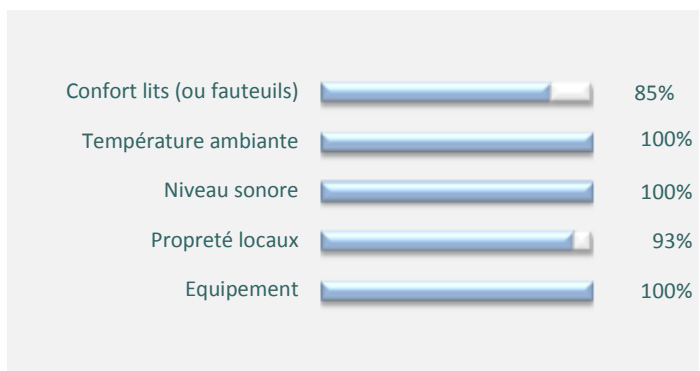 Confort lits (ou fauteuils) 85%
Température ambiante 100%
Niveau sonore 100%
Propreté locaux 93%
Equipement 100%